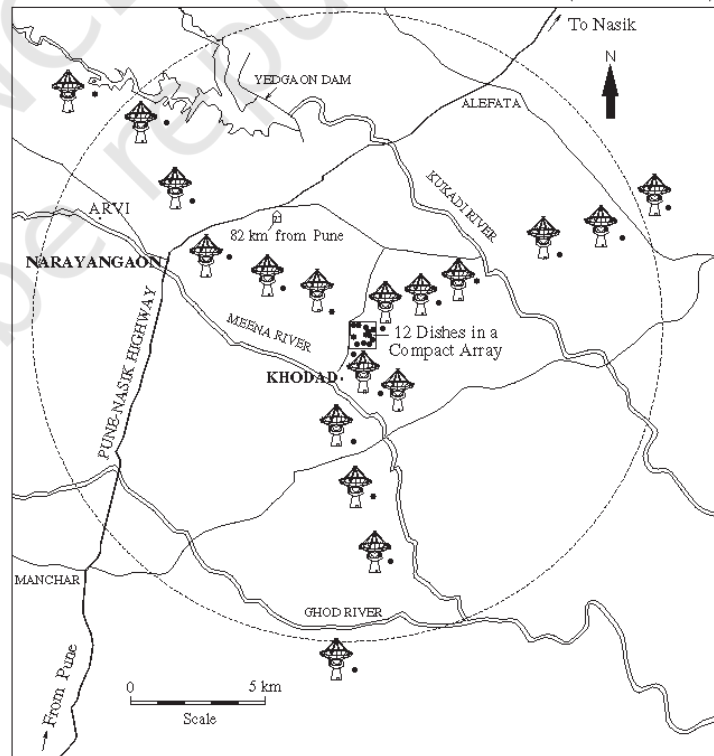 To Nasik
N
YEDGAON DAM
ALEFATA
KUKADI RIVER
ARVI
82 km from Pune
NARAYANGAON
MEENA RIVER
12 Dishes in a
Compact Array
KHODAD
PUNE-NASIK HIGHWAY
MANCHAR
GHOD RIVER
From Pune
0 5 km
Scale